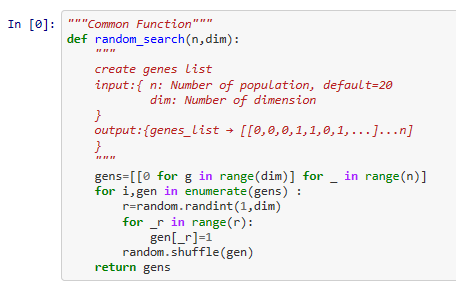 In [0]: """Common Function"""
def random_search(n,dim):
    """
    create genes list
    input:{ n: Number of population, default=20
            dim: Number of dimension
    }
    output:{genes_list → [[0,0,0,1,1,0,1,...]...n]
    }
    """
    gens=[[0 for g in range(dim)] for _ in range(n)]
    for i,gen in enumerate(gens) :
        r=random.randint(1,dim)
        for _r in range(r):
            gen[_r]=1
        random.shuffle(gen)
    return gens